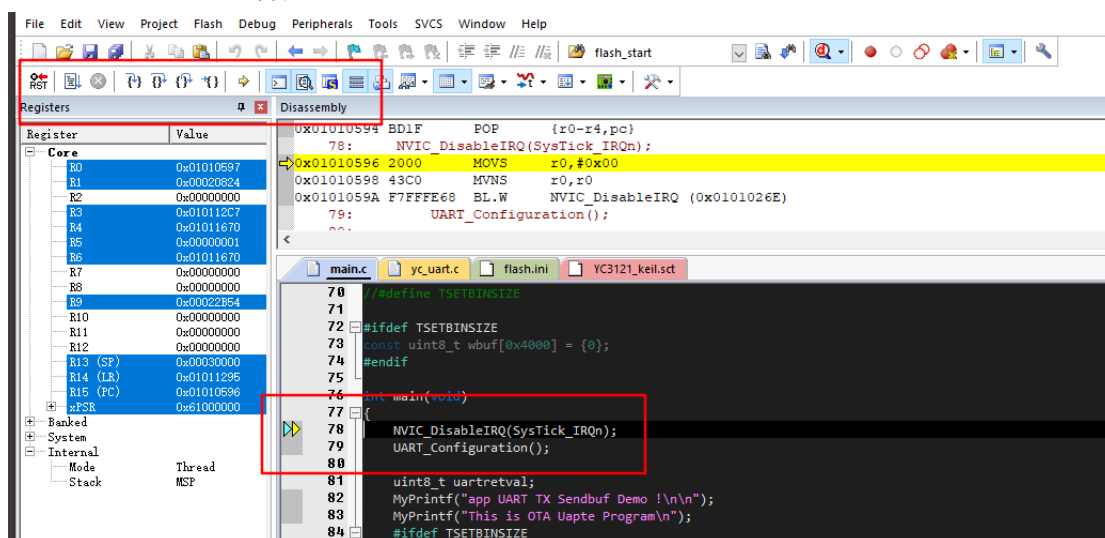 File Edit View Project Flash Debug Peripherals Tools SVCS Window Help
flash_start
RST
Registers
Disassembly
Register Value
Core
R0 0x01010597
R1 0x00020824
R2 0x00000000
R3 0x010112C7
R4 0x01011670
R5 0x00000001
R6 0x01011670
R7 0x00000000
R8 0x00000000
R9 0x00022B54
R10 0x00000000
R11 0x00000000
R12 0x00000000
R13 (SP) 0x00030000
R14 (LR) 0x01011295
R15 (PC) 0x01010596
xPSR 0x61000000
Banked
System
Internal
Mode Thread
Stack MSP
0x01010594 BD1F POP {r0-r4,pc}
78: NVIC_DisableIRQ(SysTick_IRQn);
0x01010596 2000 MOVS r0,#0x00
0x01010598 43C0 MVNS r0,r0
0x0101059A F7FFFE68 BL.W NVIC_DisableIRQ (0x0101026E)
79: UART_Configuration();
main.c yc_uart.c flash.ini YC3121_keil.sct
70 //#define TSETBINSIZE
71
72 #ifdef TSETBINSIZE
73 const uint8_t wbuf[0x4000] = {0};
74 #endif
75
76 int main(void)
77 {
78 NVIC_DisableIRQ(SysTick_IRQn);
79 UART_Configuration();
80
81 uint8_t uartretval;
82 MyPrintf("app UART TX Sendbuf Demo !\n\n");
83 MyPrintf("This is OTA Uapte Program\n");
84 #ifdef TSETBINSIZE